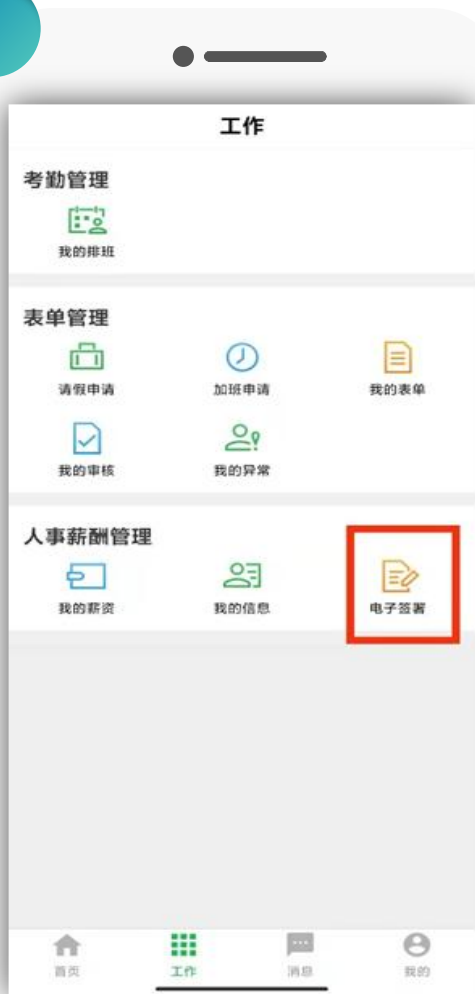 工作
考勤管理
我的排班
表单管理
请假申请 加班申请 我的表单
我的审核 我的异常
人事薪酬管理
我的薪资 我的信息 电子签署
首页 工作 消息 我的